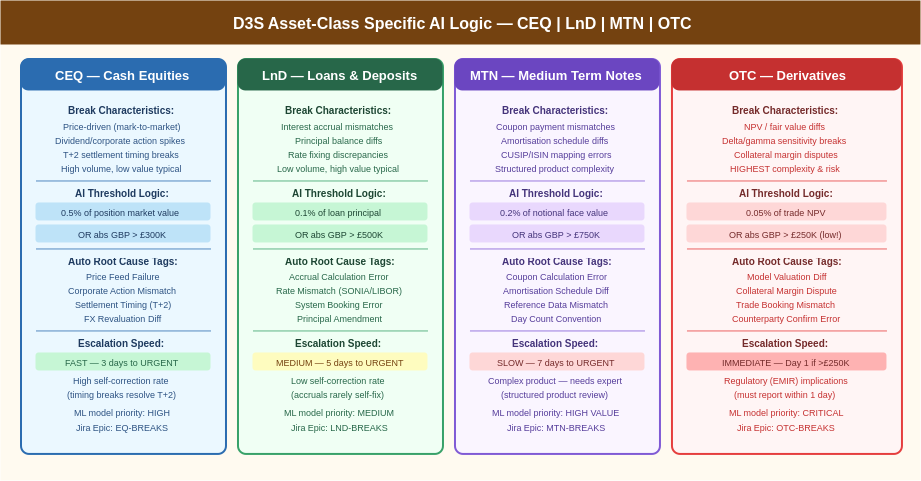 D3S Asset-Class Specific AI Logic — CEQ | LnD | MTN | OTC
CEQ — Cash Equities
Break Characteristics:
Price-driven (mark-to-market)
Dividend/corporate action spikes
T+2 settlement timing breaks
High volume, low value typical
AI Threshold Logic:
0.5% of position market value
OR abs GBP > £300K
Auto Root Cause Tags:
Price Feed Failure
Corporate Action Mismatch
Settlement Timing (T+2)
FX Revaluation Diff
Escalation Speed:
FAST — 3 days to URGENT
High self-correction rate
(timing breaks resolve T+2)
ML model priority: HIGH
Jira Epic: EQ-BREAKS
LnD — Loans & Deposits
Break Characteristics:
Interest accrual mismatches
Principal balance diffs
Rate fixing discrepancies
Low volume, high value typical
AI Threshold Logic:
0.1% of loan principal
OR abs GBP > £500K
Auto Root Cause Tags:
Accrual Calculation Error
Rate Mismatch (SONIA/LIBOR)
System Booking Error
Principal Amendment
Escalation Speed:
MEDIUM — 5 days to URGENT
Low self-correction rate
(accruals rarely self-fix)
ML model priority: MEDIUM
Jira Epic: LND-BREAKS
MTN — Medium Term Notes
Break Characteristics:
Coupon payment mismatches
Amortisation schedule diffs
CUSIP/ISIN mapping errors
Structured product complexity
AI Threshold Logic:
0.2% of notional face value
OR abs GBP > £750K
Auto Root Cause Tags:
Coupon Calculation Error
Amortisation Schedule Diff
Reference Data Mismatch
Day Count Convention
Escalation Speed:
SLOW — 7 days to URGENT
Complex product — needs expert
(structured product review)
ML model priority: HIGH VALUE
Jira Epic: MTN-BREAKS
OTC — Derivatives
Break Characteristics:
NPV / fair value diffs
Delta/gamma sensitivity breaks
Collateral margin disputes
HIGHEST complexity & risk
AI Threshold Logic:
0.05% of trade NPV
OR abs GBP > £250K (low!)
Auto Root Cause Tags:
Model Valuation Diff
Collateral Margin Dispute
Trade Booking Mismatch
Counterparty Confirm Error
Escalation Speed:
IMMEDIATE — Day 1 if >£250K
Regulatory (EMIR) implications
(must report within 1 day)
ML model priority: CRITICAL
Jira Epic: OTC-BREAKS